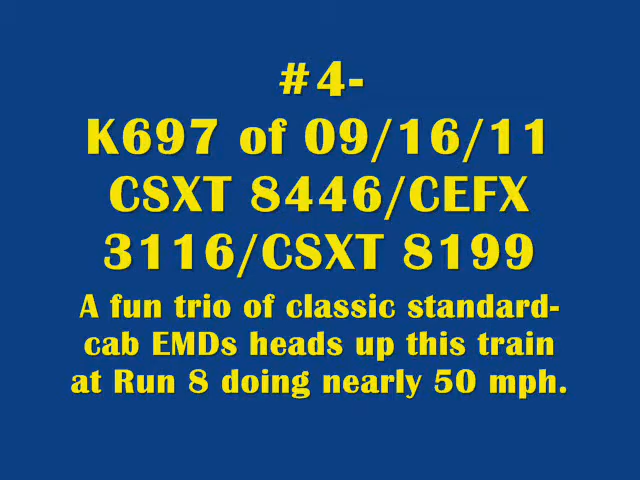 #4-
K697 of 09/16/11
CSXT 8446/CEFX
3116/CSXT 8199
A fun trio of classic standard-
cab EMDs heads up this train
at Run 8 doing nearly 50 mph.